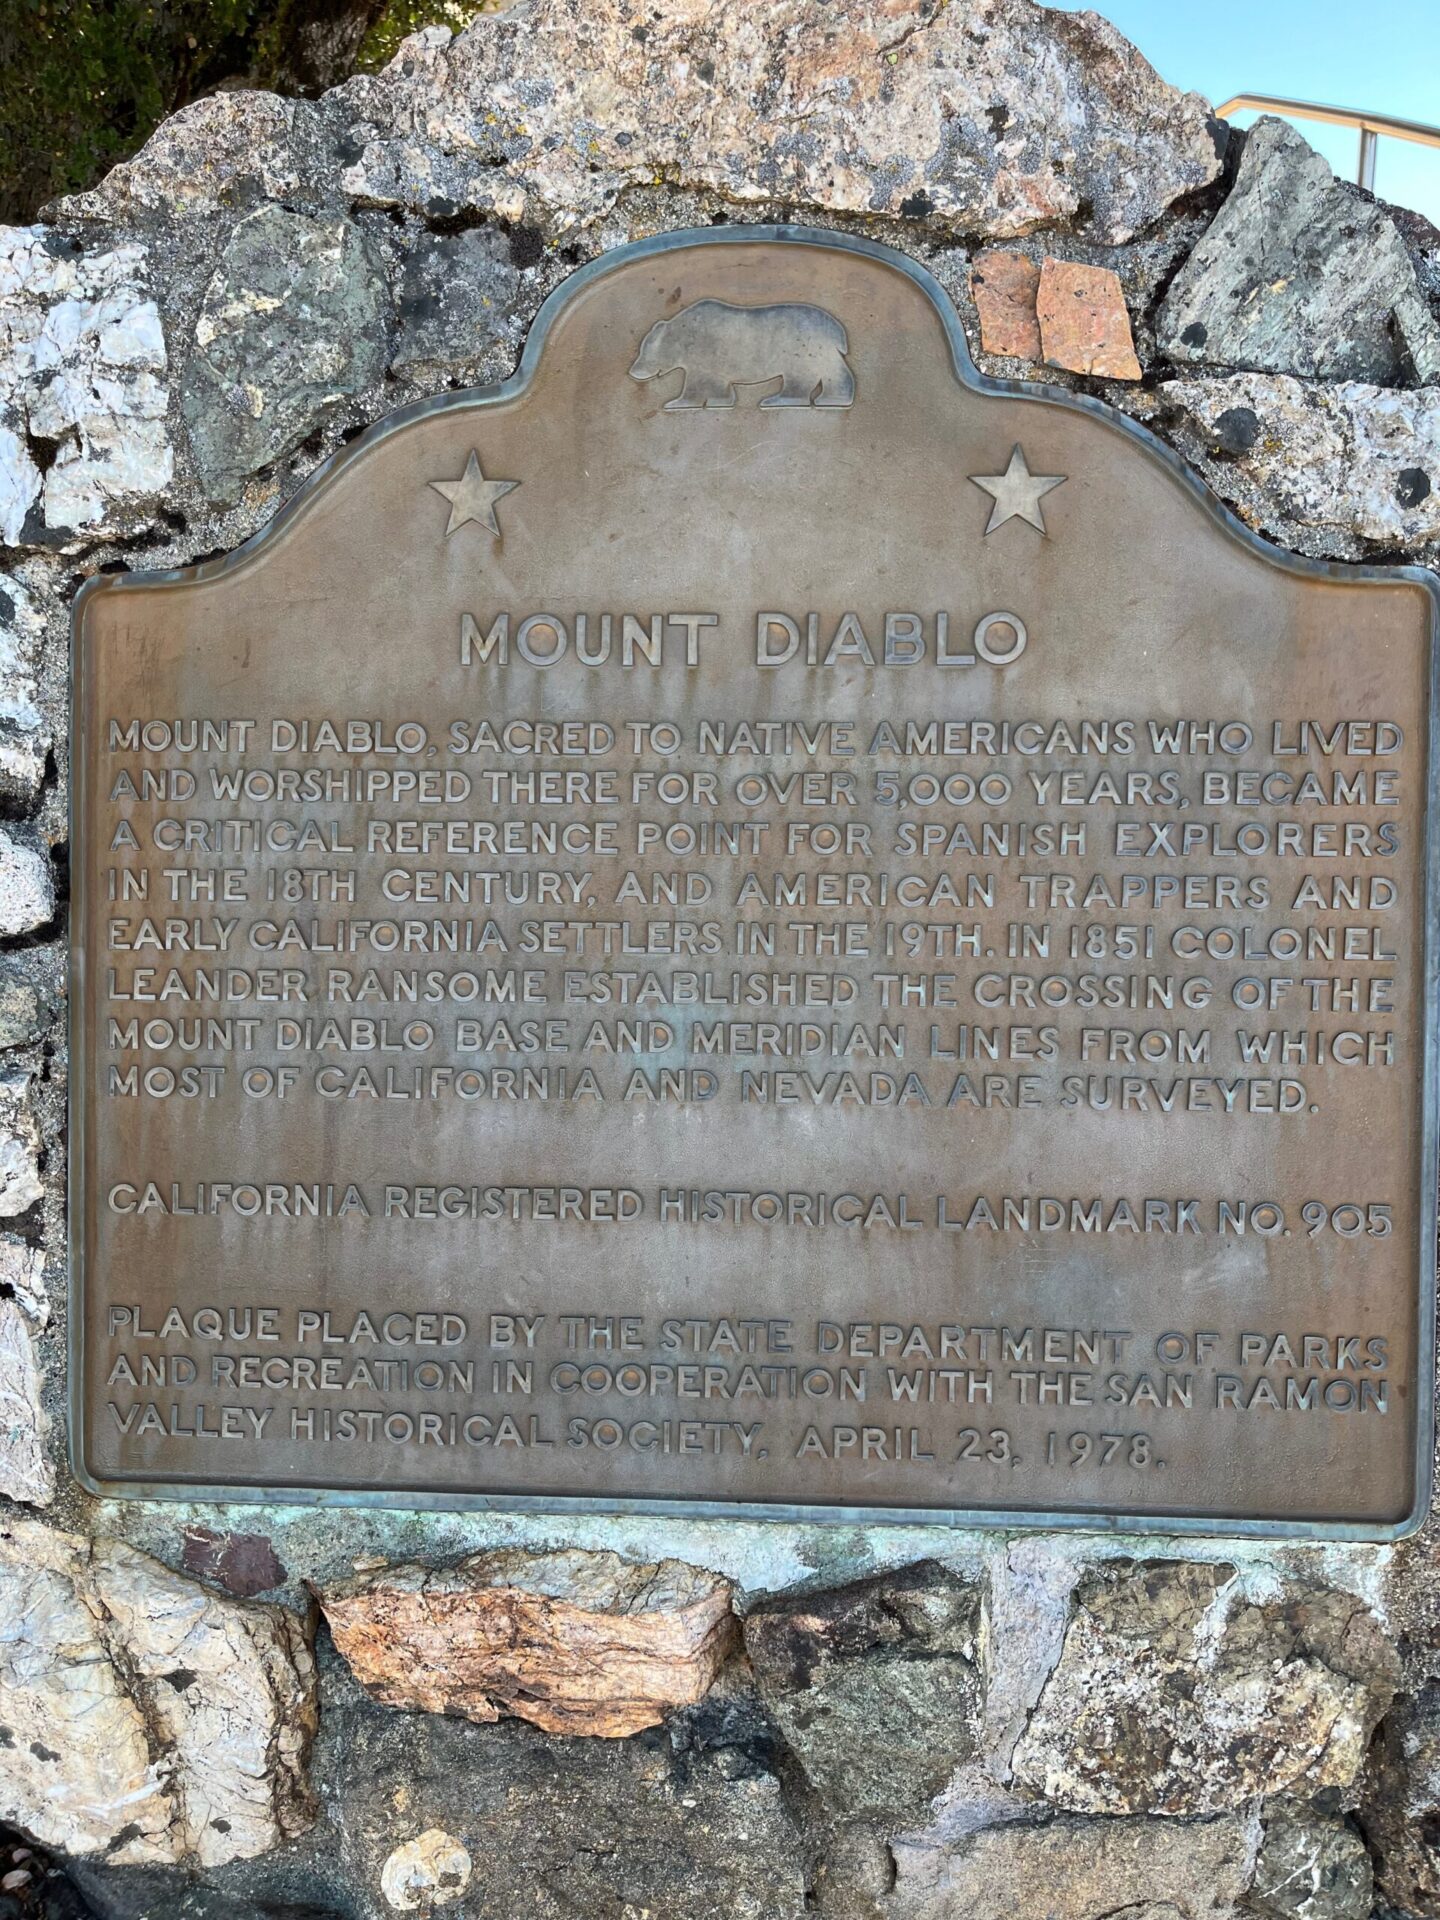 MOUNT DIABLO
MOUNT DIABLO, SACRED TO NATIVE AMERICANS WHO LIVED
AND WORSHIPPED THERE FOR OVER 5,000 YEARS, BECAME
A CRITICAL REFERENCE POINT FOR SPANISH EXPLORERS
IN THE 18TH CENTURY, AND AMERICAN TRAPPERS AND
EARLY CALIFORNIA SETTLERS IN THE 19TH. IN 1851 COLONEL
LEANDER RANSOME ESTABLISHED THE CROSSING OF THE
MOUNT DIABLO BASE AND MERIDIAN LINES FROM WHICH
MOST OF CALIFORNIA AND NEVADA ARE SURVEYED.
CALIFORNIA REGISTERED HISTORICAL LANDMARK NO. 905
PLAQUE PLACED BY THE STATE DEPARTMENT OF PARKS
AND RECREATION IN COOPERATION WITH THE SAN RAMON
VALLEY HISTORICAL SOCIETY, APRIL 23, 1978.